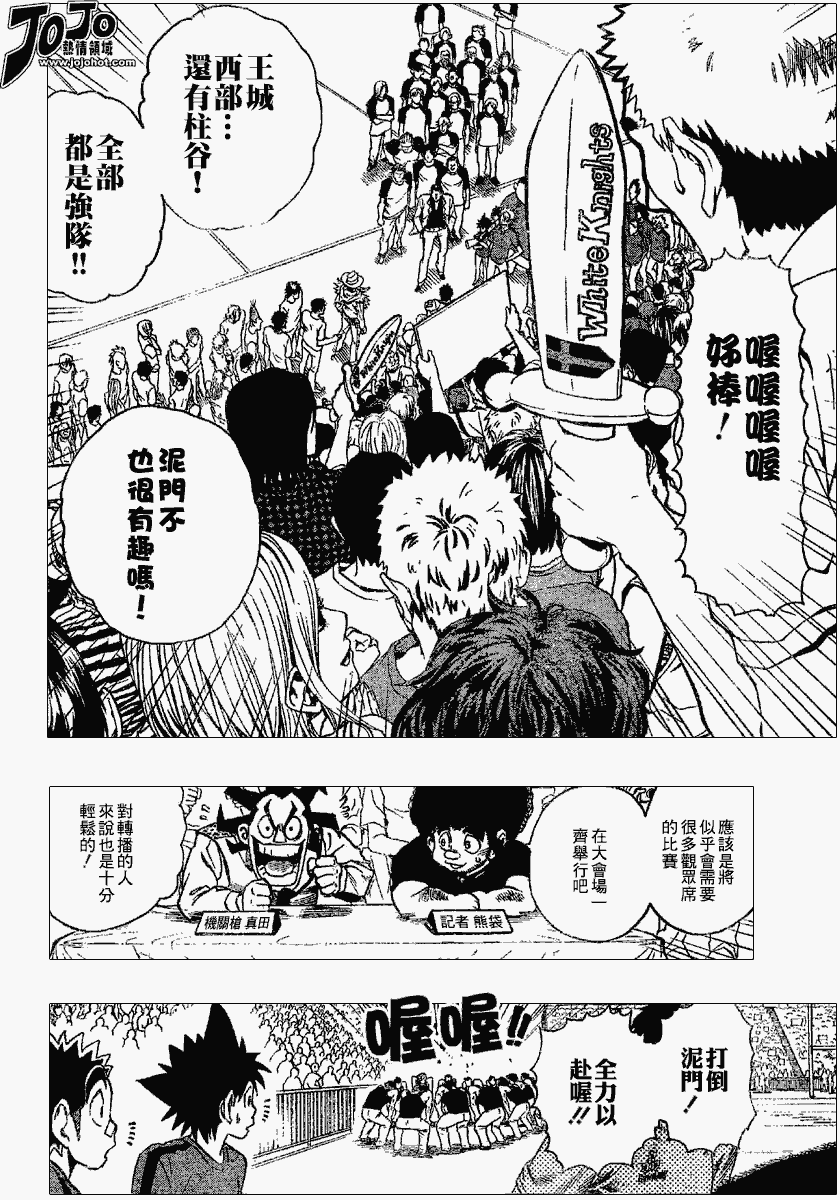 JOJO
熱情領域
www.jojohot.com
喔喔喔喔
好棒！
White Knights
王城
西部…
還有柱谷！
全部
都是強隊！！
泥門不
也很有趣嗎！
應該是將
似乎會需要
很多觀眾席
的比賽
在大會場一
齊舉行吧
記者 熊袋
機關槍 真田
對轉播的人
來說也是十分
輕鬆的！
打倒
泥門！
全力以
赴喔！！
喔喔！！